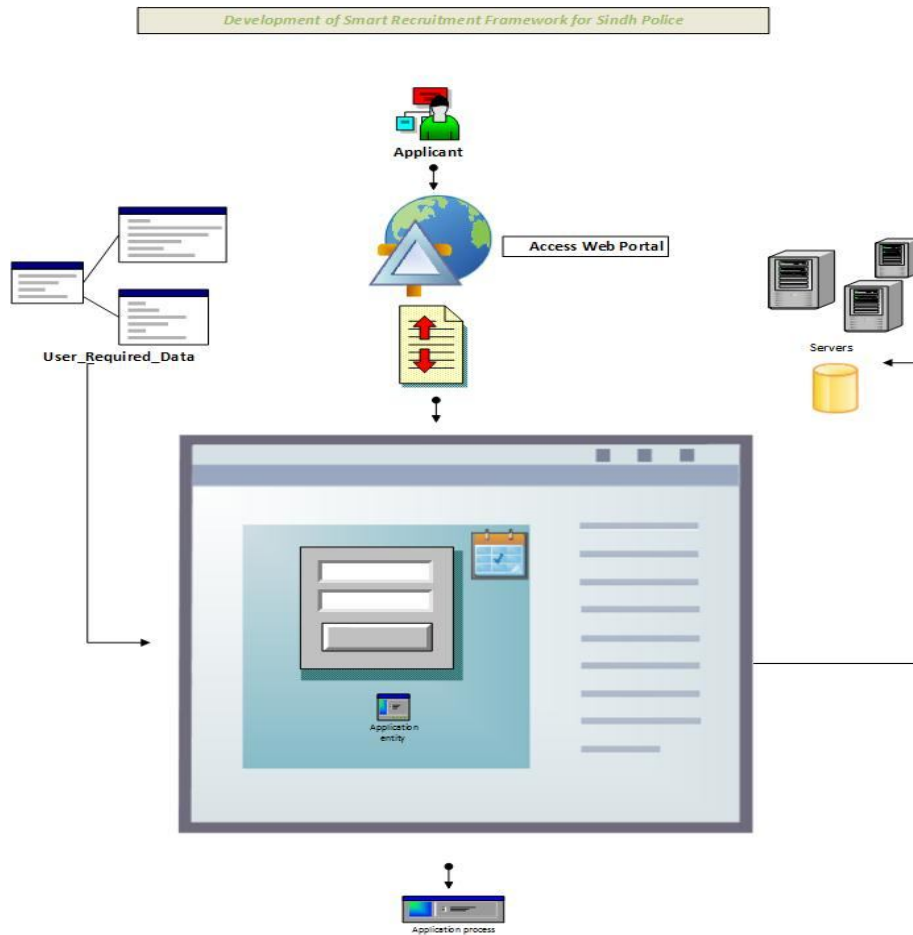 Development of Smart Recruitment Framework for Sindh Police
Applicant
Access Web Portal
User_Required_Data
Servers
Application
entity
Application process